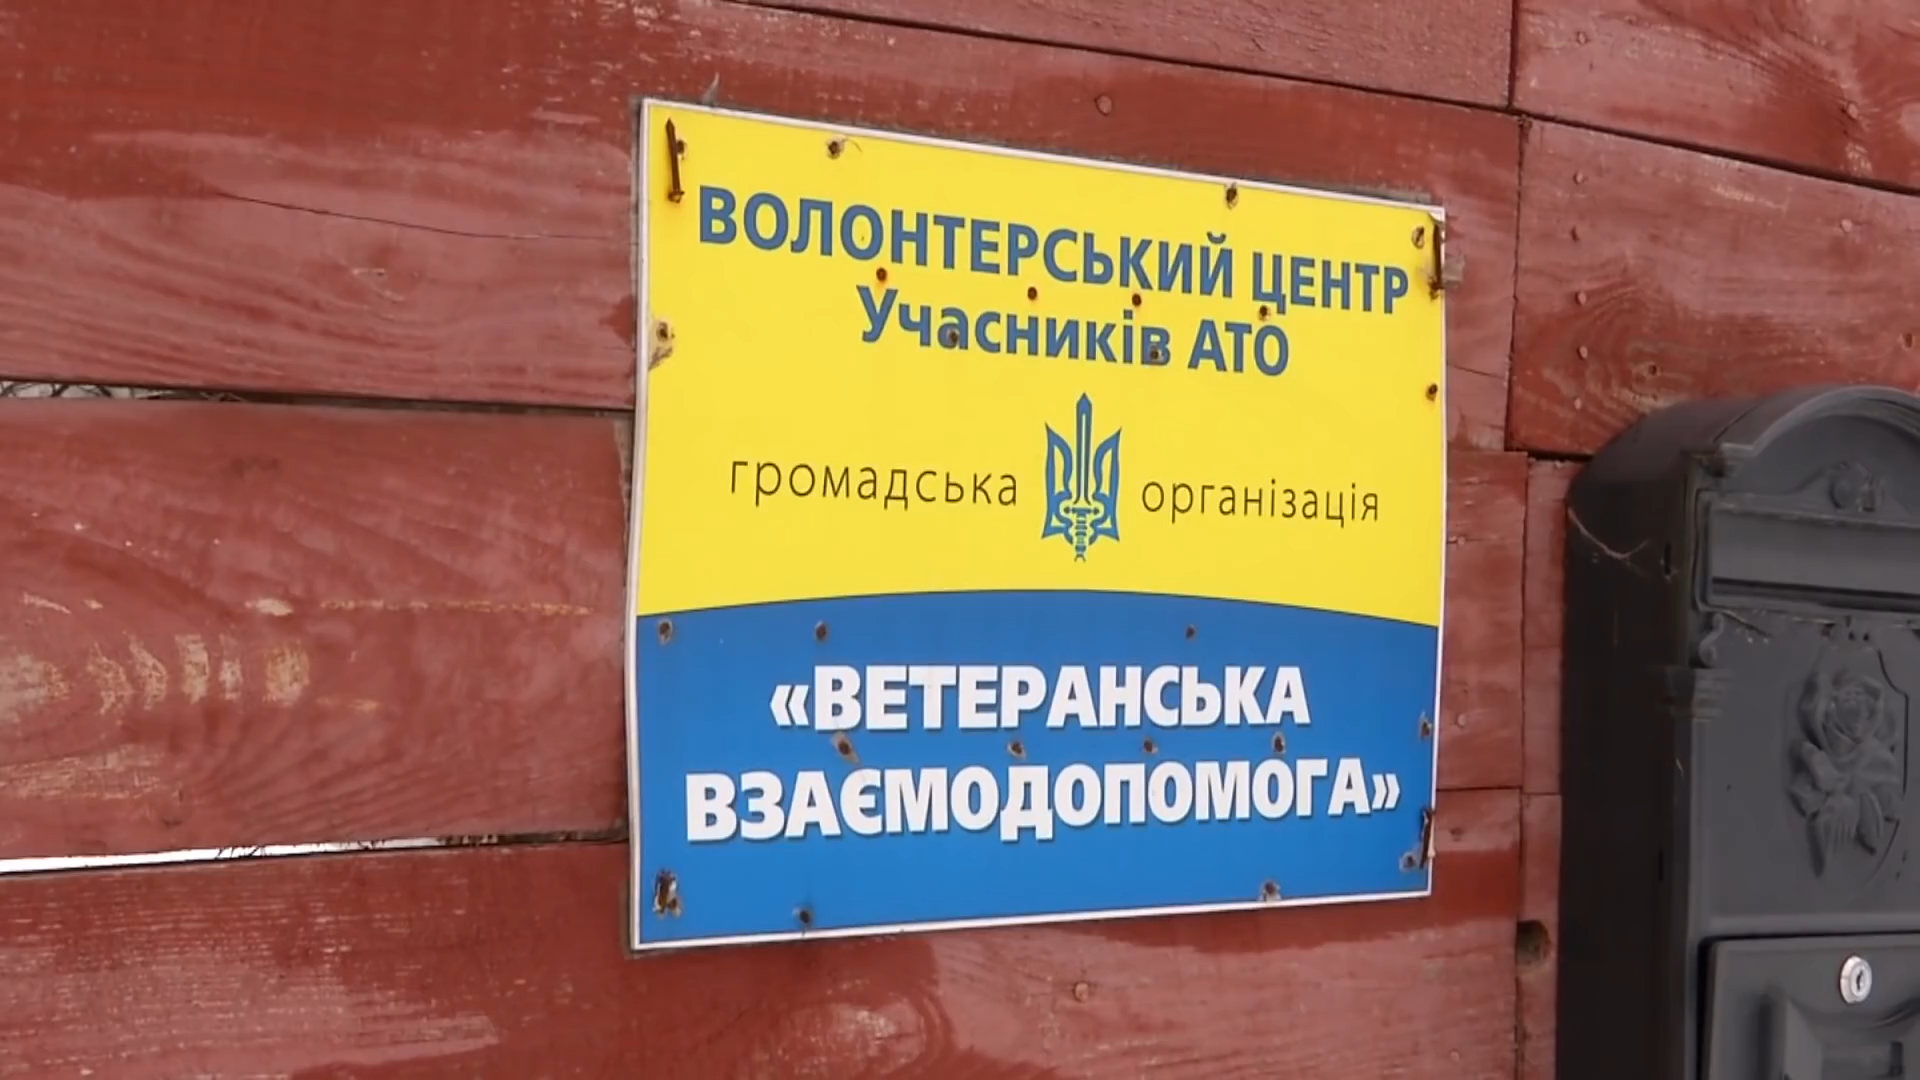 ВОЛОНТЕРСЬКИЙ ЦЕНТР
Учасників АТО
громадська організація
«ВЕТЕРАНСЬКА
ВЗАЄМОДОПОМОГА»